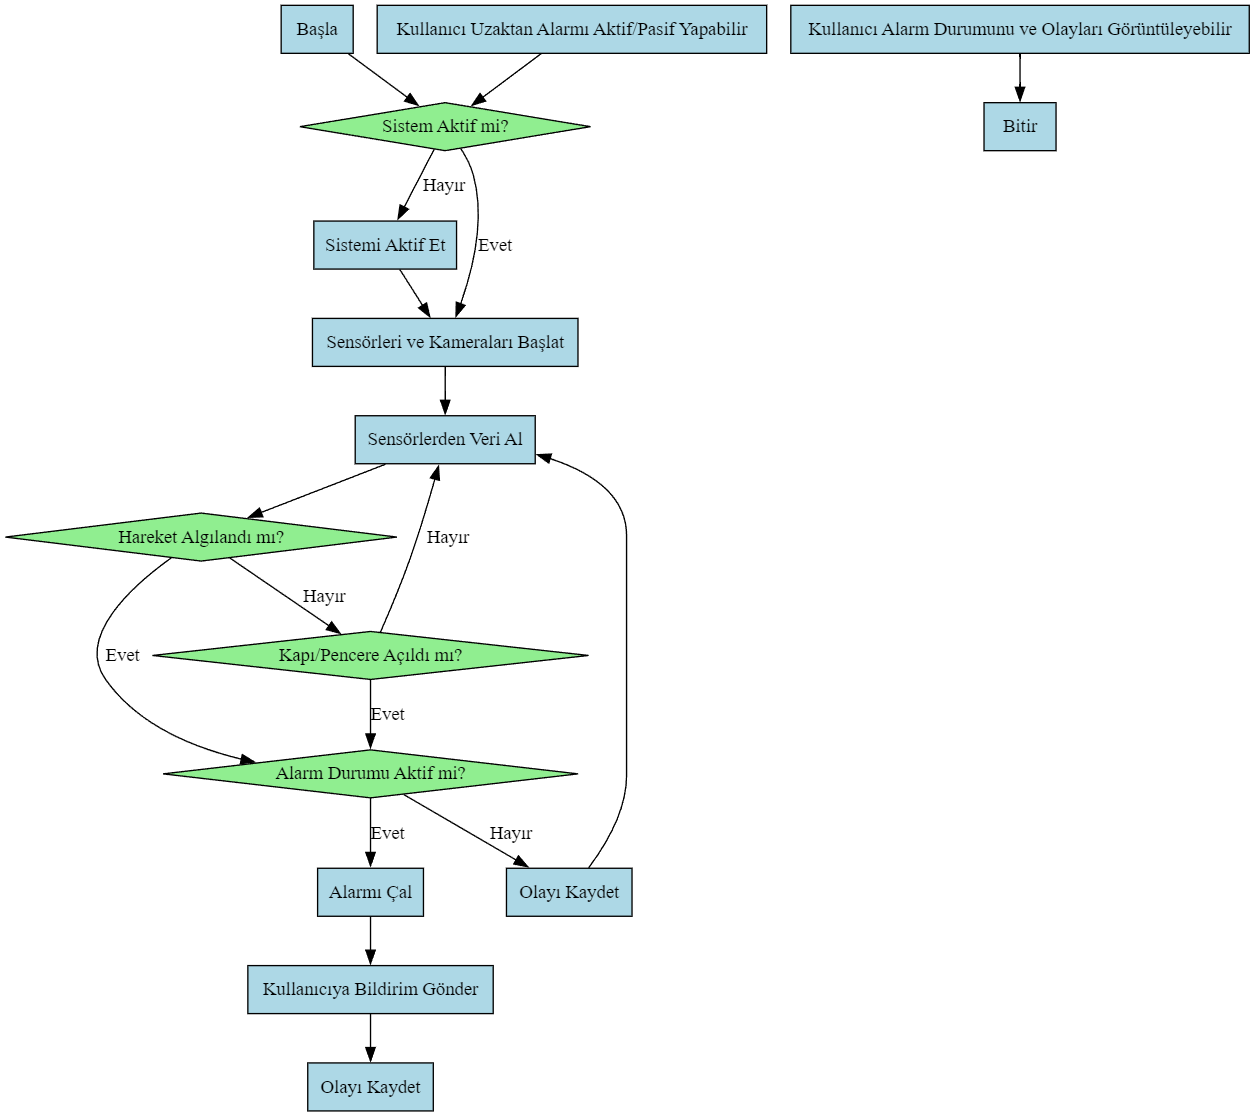 Başla
Kullanıcı Uzaktan Alarmı Aktif/Pasif Yapabilir
Kullanıcı Alarm Durumunu ve Olayları Görüntüleyebilir
Sistem Aktif mi?
Bitir
Hayır
Sistemi Aktif Et
Evet
Sensörleri ve Kameraları Başlat
Sensörlerden Veri Al
Hareket Algılandı mı?
Hayır
Hayır
Evet
Kapı/Pencere Açıldı mı?
Evet
Alarm Durumu Aktif mi?
Evet
Hayır
Alarmı Çal
Olayı Kaydet
Kullanıcıya Bildirim Gönder
Olayı Kaydet